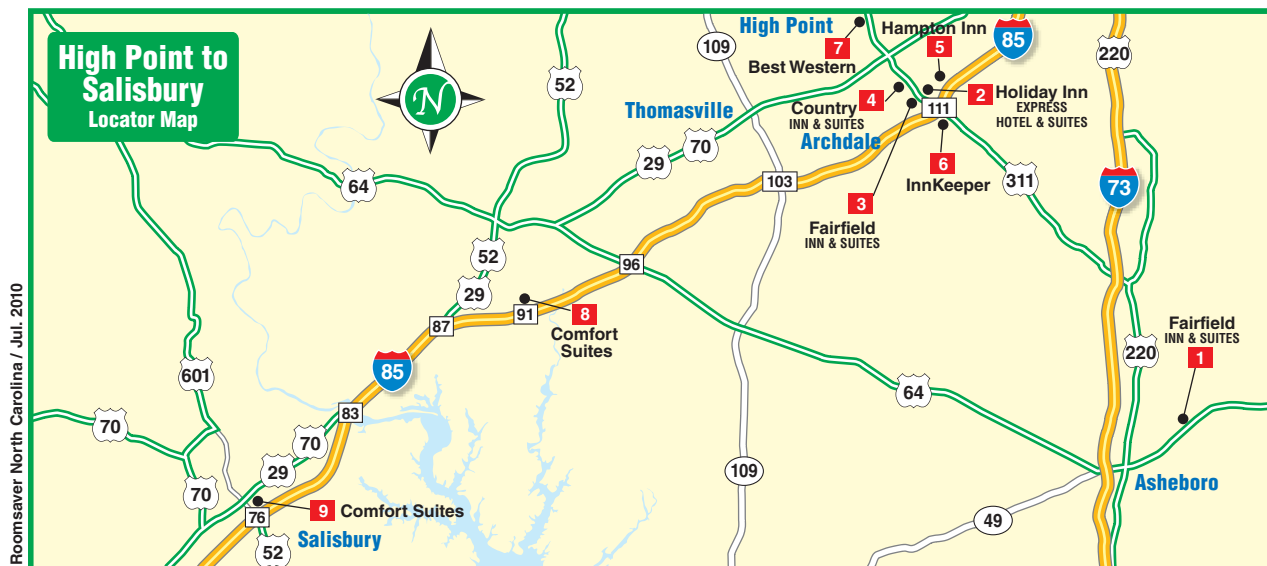 High Point to
Salisbury
Locator Map
N
52
109
High Point
7
Best Western
Hampton Inn
5
85
220
4
Country
INN & SUITES
2
Holiday Inn
EXPRESS
HOTEL & SUITES
111
Thomasville
Archdale
70
29
6
InnKeeper
311
73
64
103
3
Fairfield
INN & SUITES
52
96
29
91
87
8
Comfort
Suites
Fairfield
INN & SUITES
1
220
601
85
64
83
70
70
29
109
70
76
9
Comfort Suites
Salisbury
52
49
Asheboro
Roomsaver North Carolina / Jul. 2010